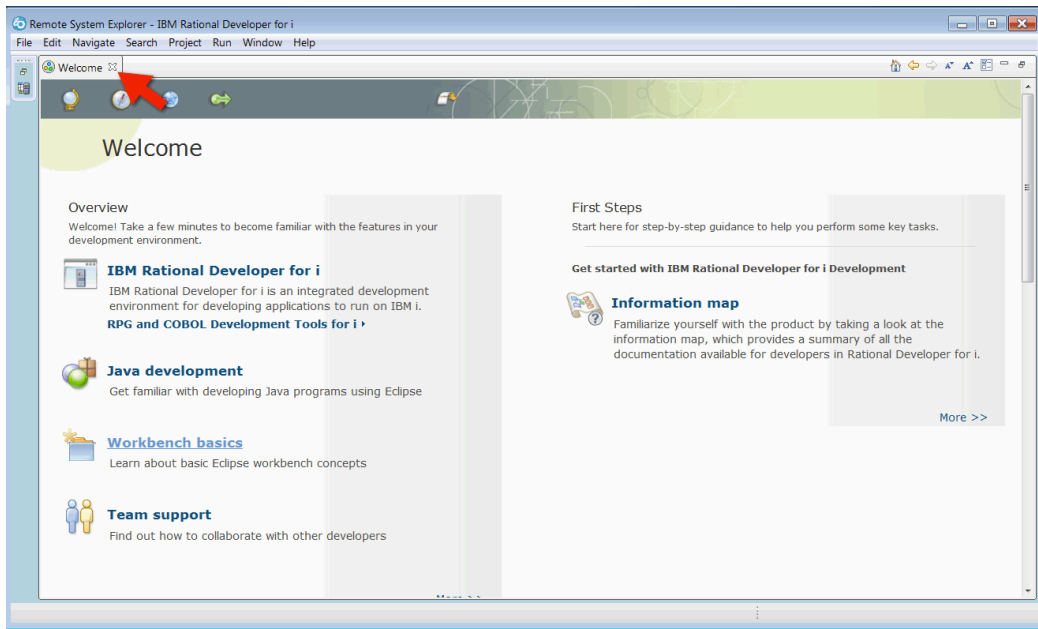 Remote System Explorer - IBM Rational Developer for i
File Edit Navigate Search Project Run Window Help
Welcome
Welcome
Overview
Welcome! Take a few minutes to become familiar with the features in your
development environment.
IBM Rational Developer for i
IBM Rational Developer for i is an integrated development
environment for developing applications to run on IBM i.
RPG and COBOL Development Tools for i
Java development
Get familiar with developing Java programs using Eclipse
Workbench basics
Learn about basic Eclipse workbench concepts
Team support
Find out how to collaborate with other developers
More >>
First Steps
Start here for step-by-step guidance to help you perform some key tasks.
Get started with IBM Rational Developer for i Development
Information map
Familiarize yourself with the product by taking a look at the
information map, which provides a summary of all the
documentation available for developers in Rational Developer for i.
More >>